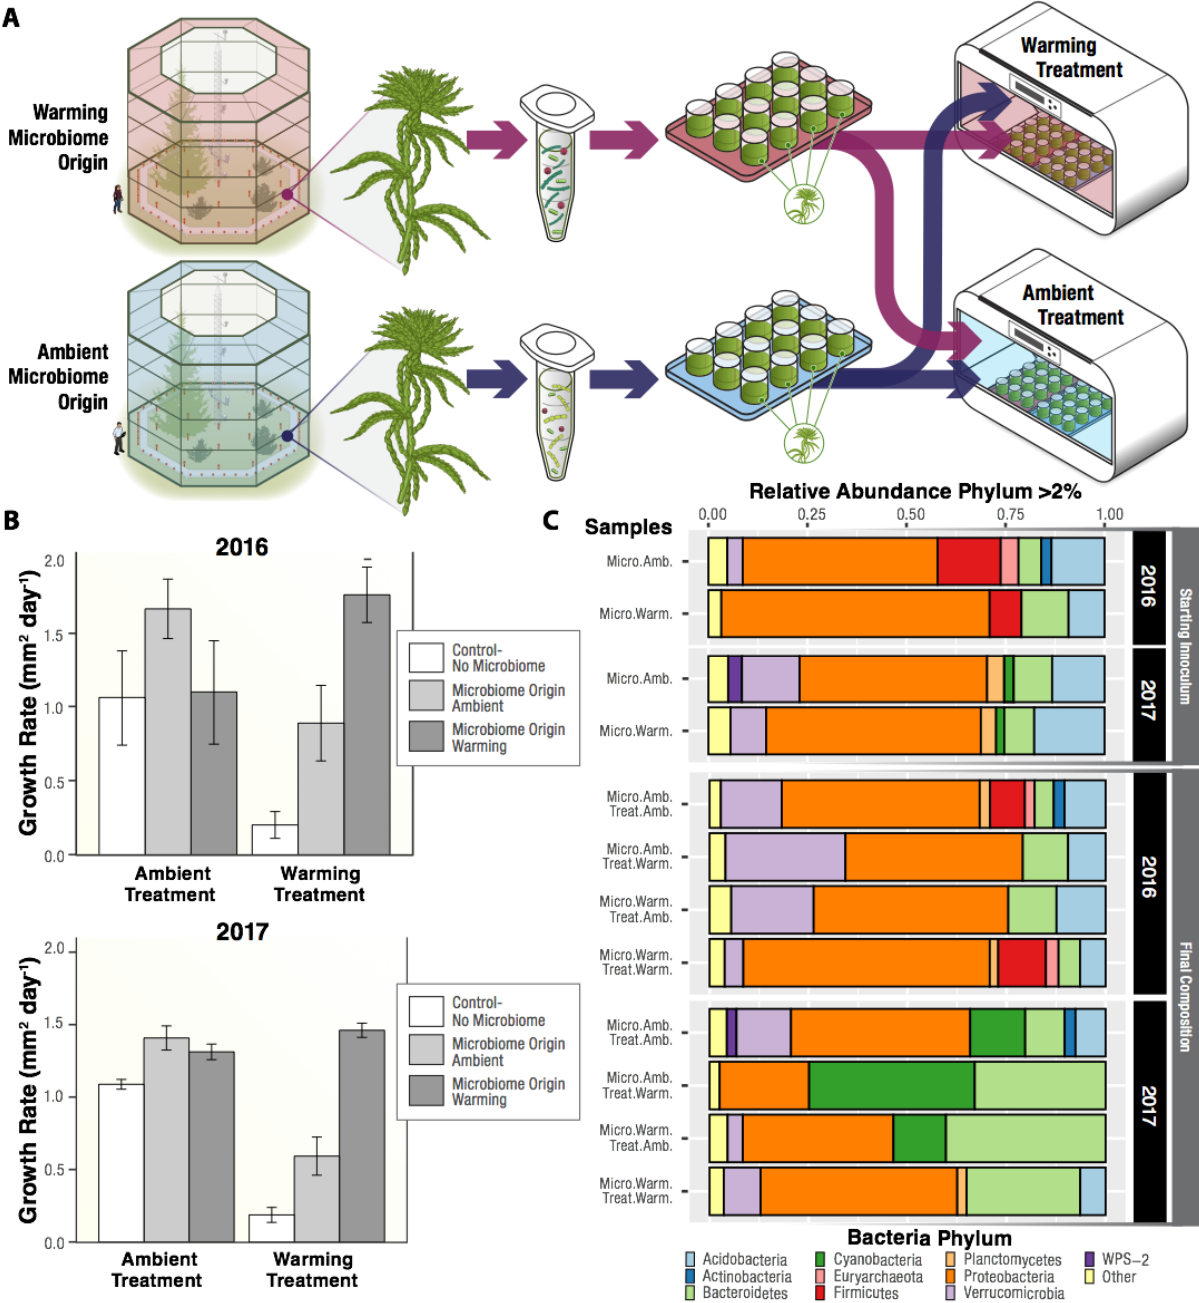 A
Warming
Microbiome
Origin
Warming
Treatment
Ambient
Microbiome
Origin
Ambient
Treatment
B
2016
Growth Rate (mm² day⁻¹)
2.0
1.5
1.0
0.5
0.0
Control-
No Microbiome
Microbiome Origin
Ambient
Microbiome Origin
Warming
Ambient
Treatment
Warming
Treatment
2017
Growth Rate (mm² day⁻¹)
2.0
1.5
1.0
0.5
0.0
Control-
No Microbiome
Microbiome Origin
Ambient
Microbiome Origin
Warming
Ambient
Treatment
Warming
Treatment
C
Relative Abundance Phylum >2%
Samples
0.00 0.25 0.50 0.75 1.00
Micro.Amb.
Micro.Warm.
2016
Micro.Amb.
Micro.Warm.
2017
Starting Innoculum
Micro.Amb.
Treat.Amb.
Micro.Amb.
Treat.Warm.
Micro.Warm.
Treat.Amb.
Micro.Warm.
Treat.Warm.
2016
Micro.Amb.
Treat.Amb.
Micro.Amb.
Treat.Warm.
Micro.Warm.
Treat.Amb.
Micro.Warm.
Treat.Warm.
2017
Final Composition
Bacteria Phylum
Acidobacteria Cyanobacteria Planctomycetes WPS-2
Actinobacteria Euryarchaeota Proteobacteria Other
Bacteroidetes Firmicutes Verrucomicrobia